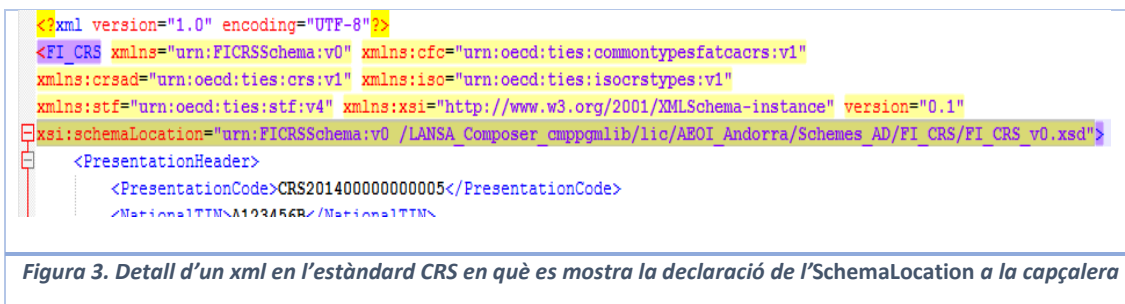 <?xml version="1.0" encoding="UTF-8"?>
<FI_CRS xmlns="urn:FICRSSchema:v0" xmlns:cfc="urn:oecd:ties:commontypesfatcacrs:v1"
xmlns:crsad="urn:oecd:ties:crs:v1" xmlns:iso="urn:oecd:ties:isocrstypes:v1"
xmlns:stf="urn:oecd:ties:stf:v4" xmlns:xsi="http://www.w3.org/2001/XMLSchema-instance" version="0.1"
xsi:schemaLocation="urn:FICRSSchema:v0 /LANSA_Composer_cmppgmlib/lic/AEOI_Andorra/Schemes_AD/FI_CRS/FI_CRS_v0.xsd">
<PresentationHeader>
<PresentationCode>CRS201400000000005</PresentationCode>
<NationalTIN>A123456B</NationalTIN>
Figura 3. Detall d'un xml en l'estàndard CRS en què es mostra la declaració de l'SchemaLocation a la capçalera